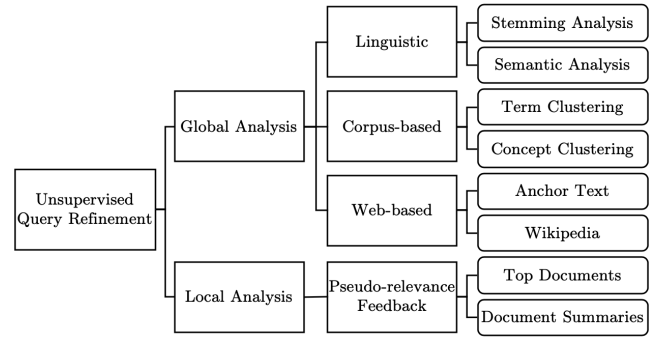 Unsupervised
Query Refinement
Global Analysis
Linguistic
Stemming Analysis
Semantic Analysis
Corpus-based
Term Clustering
Concept Clustering
Web-based
Anchor Text
Wikipedia
Local Analysis
Pseudo-relevance
Feedback
Top Documents
Document Summaries